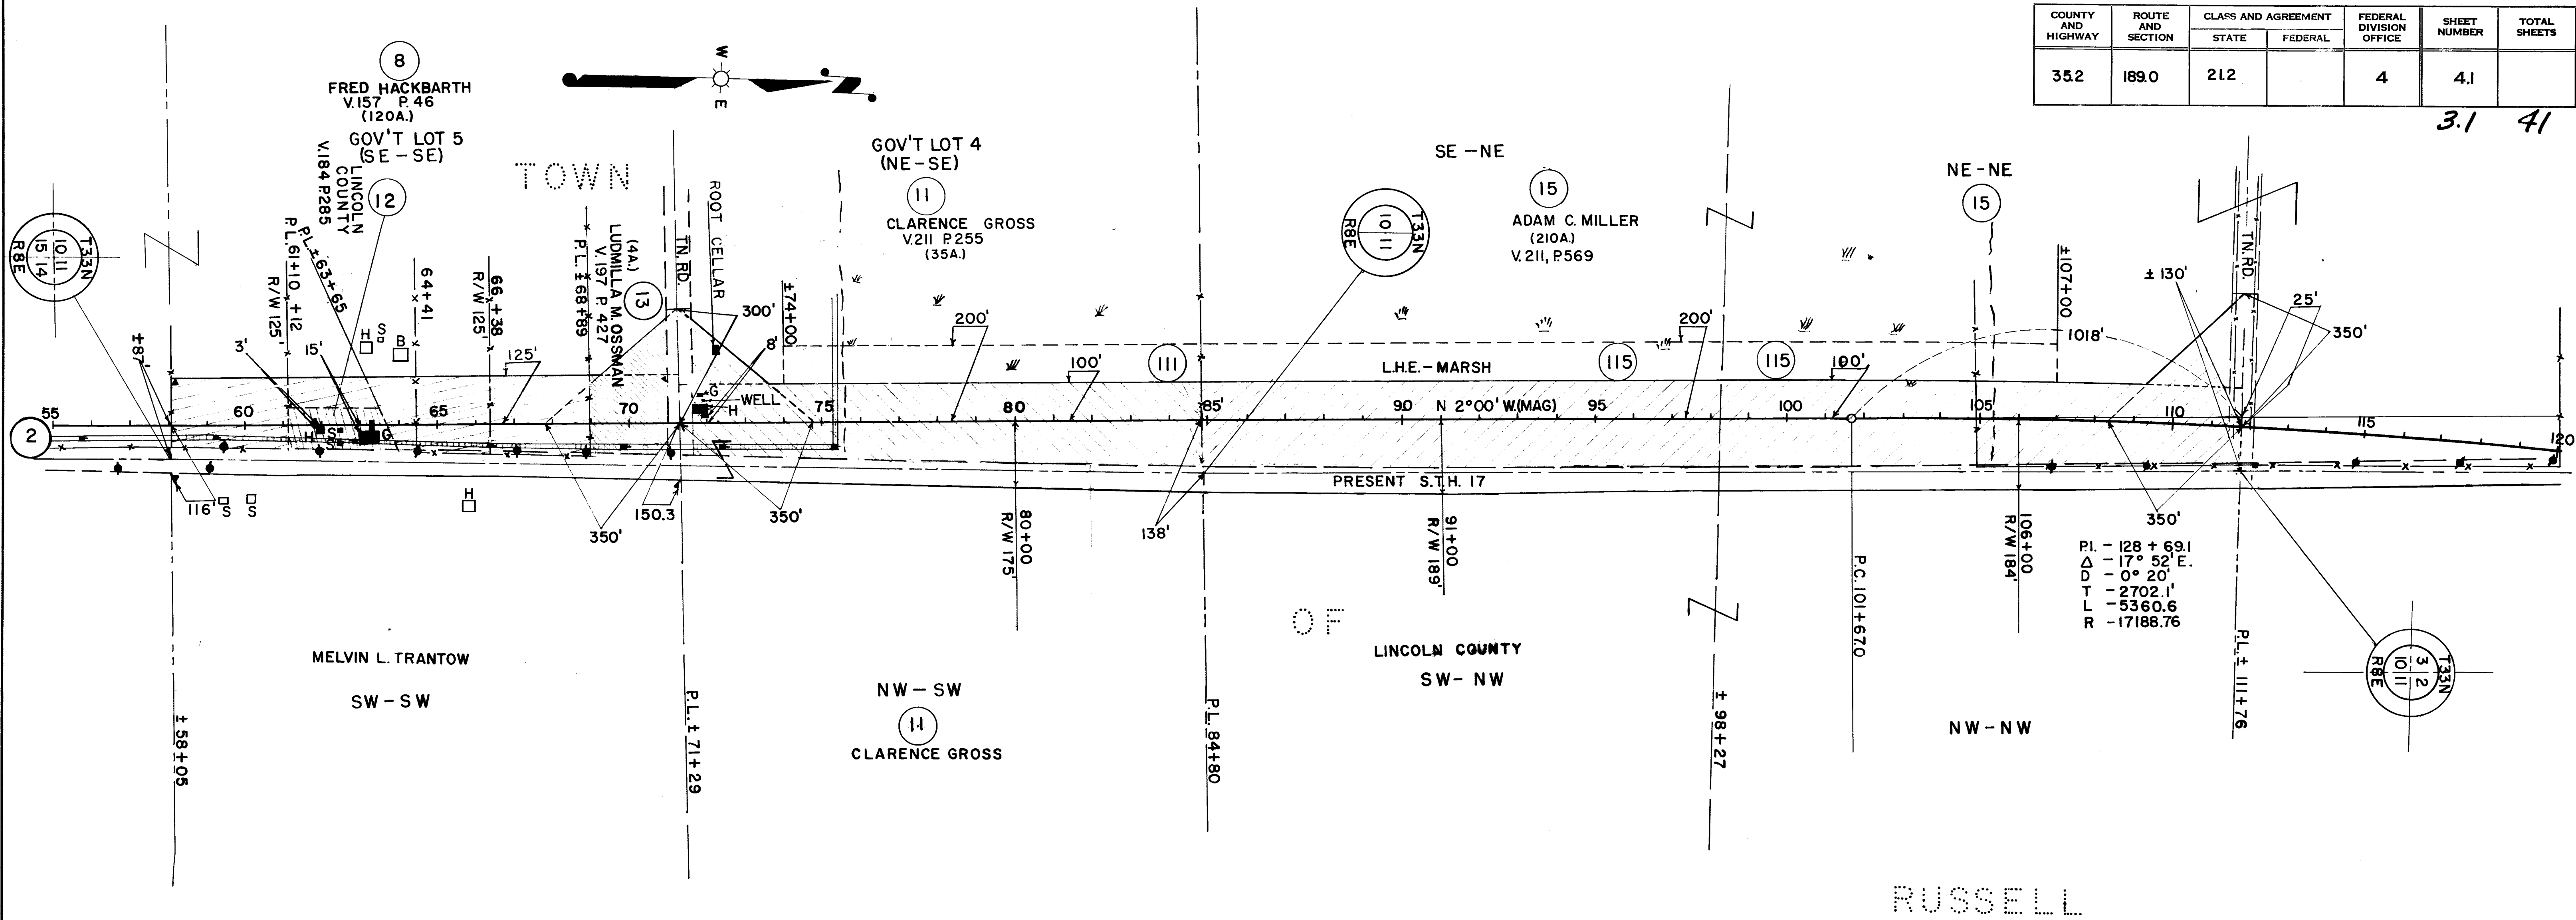 COUNTY AND HIGHWAY
ROUTE AND SECTION
CLASS AND AGREEMENT
STATE
FEDERAL
FEDERAL DIVISION OFFICE
SHEET NUMBER
TOTAL SHEETS
35.2
189.0
21.2
4
4.1
3.1
41
8
FRED HACKBARTH
V.157 P.46
(120A.)
GOV'T LOT 5
(SE-SE)
LINCOLN
COUNTY
V.184 P.285
12
W
E
TOWN
GOV'T LOT 4
(NE-SE)
11
CLARENCE GROSS
V.211 P.255
(35A.)
SE-NE
15
ADAM C. MILLER
(210A.)
V. 211, P.569
NE-NE
15
T33N
10 11
15 14
R8E
T33N
10 11
R8E
±87'
P.L. 61+10 +12
R/W 125'
P.L. ± 63+65
64+41
66+38
R/W 125'
P.L. ± 68+89
(4A.)
LUDMILLA M. OSSMAN
V. 197 P. 427
13
TN. RD.
ROOT CELLAR
300'
8'
±74+00
200'
100'
111
200'
115
115
100'
L.H.E.-MARSH
±107+00
1018'
±130'
TN. RD.
25'
350'
3'
15'
H
S
B
125'
G
WELL
H
H
S
S
G
2
55
60
65
70
75
80
85
90
N 2°00' W.(MAG)
95
100
105
110
115
120
PRESENT S.T.H. 17
116'
S
S
H
350'
150.3
350'
80+00
R/W 175'
138'
91+00
R/W 189'
P.C. 101+67.0
106+00
R/W 184'
350'
P.I. - 128 + 69.1
Δ - 17° 52' E.
D - 0° 20'
T - 2702.1'
L - 5360.6
R - 17188.76
P.L. ± 111+76
T33N
3 2
10 11
R8E
± 58+05
MELVIN L. TRANTOW
SW-SW
P.L. ± 71+29
NW-SW
11
CLARENCE GROSS
P.L. 84+80
OF
LINCOLN COUNTY
SW-NW
± 98+27
NW-NW
RUSSELL